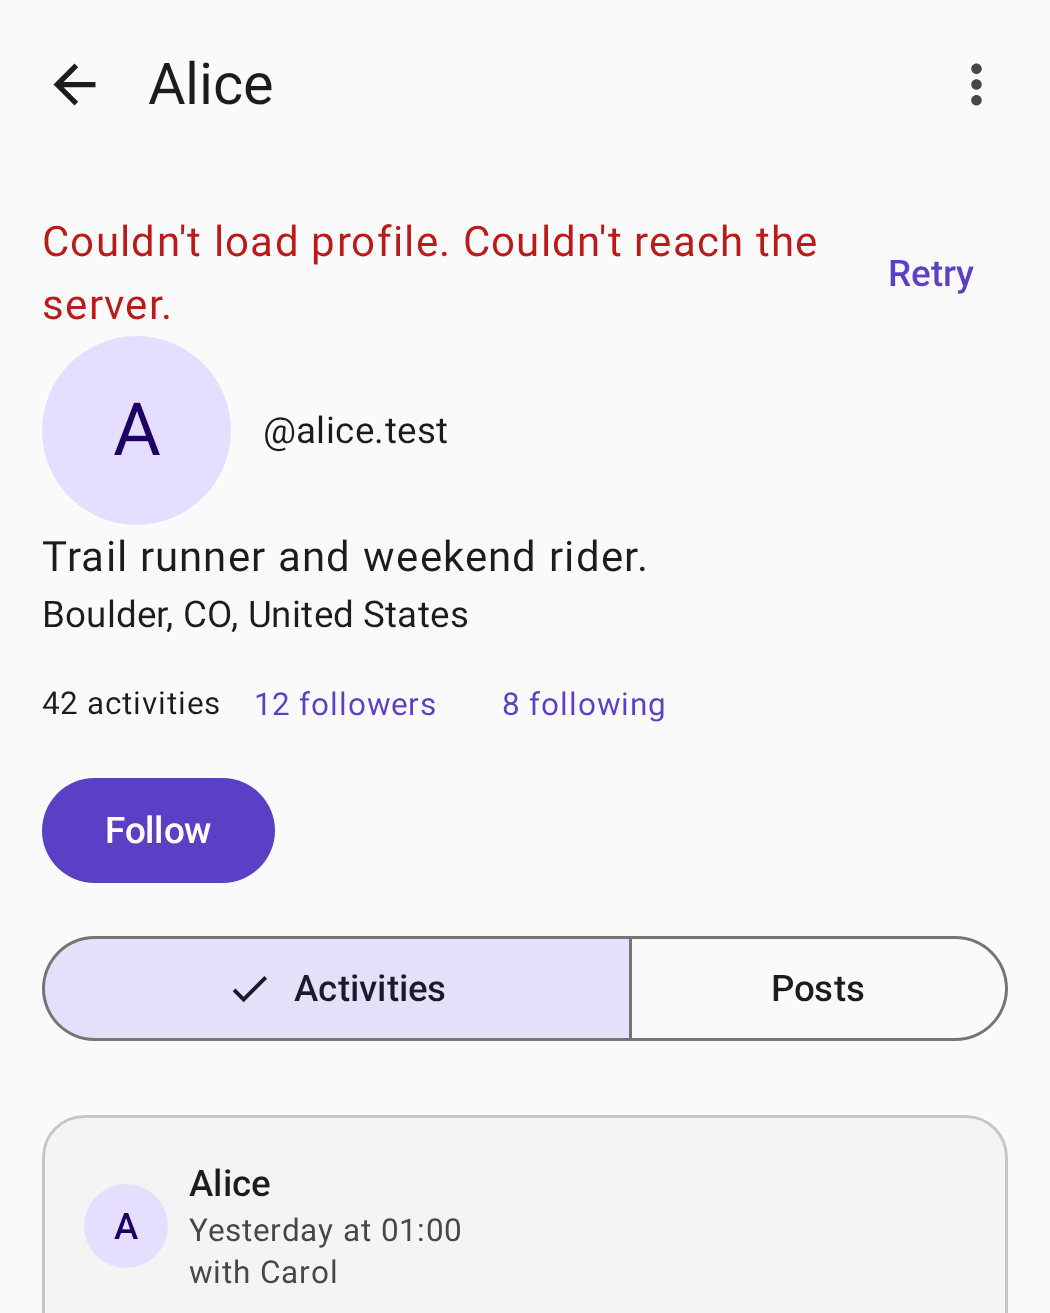 Alice
Couldn't load profile. Couldn't reach the
server.
Retry
A
@alice.test
Trail runner and weekend rider.
Boulder, CO, United States
42 activities 12 followers 8 following
Follow
Activities Posts
A
Alice
Yesterday at 01:00
with Carol